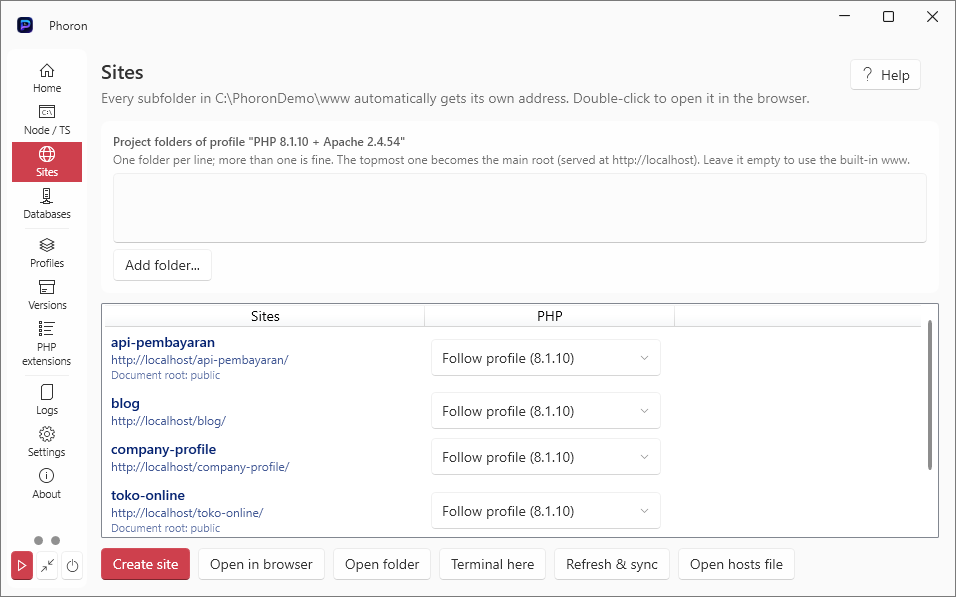 Phoron
Home
Node / TS
Sites
Databases
Profiles
Versions
PHP
extensions
Logs
Settings
About
Sites
Help
Every subfolder in C:\PhoronDemo\www automatically gets its own address. Double-click to open it in the browser.
Project folders of profile "PHP 8.1.10 + Apache 2.4.54"
One folder per line; more than one is fine. The topmost one becomes the main root (served at http://localhost). Leave it empty to use the built-in www.
Add folder...
Sites PHP
api-pembayaran
http://localhost/api-pembayaran/
Document root: public
Follow profile (8.1.10)
blog
http://localhost/blog/
Follow profile (8.1.10)
company-profile
http://localhost/company-profile/
Follow profile (8.1.10)
toko-online
http://localhost/toko-online/
Document root: public
Follow profile (8.1.10)
Create site Open in browser Open folder Terminal here Refresh & sync Open hosts file